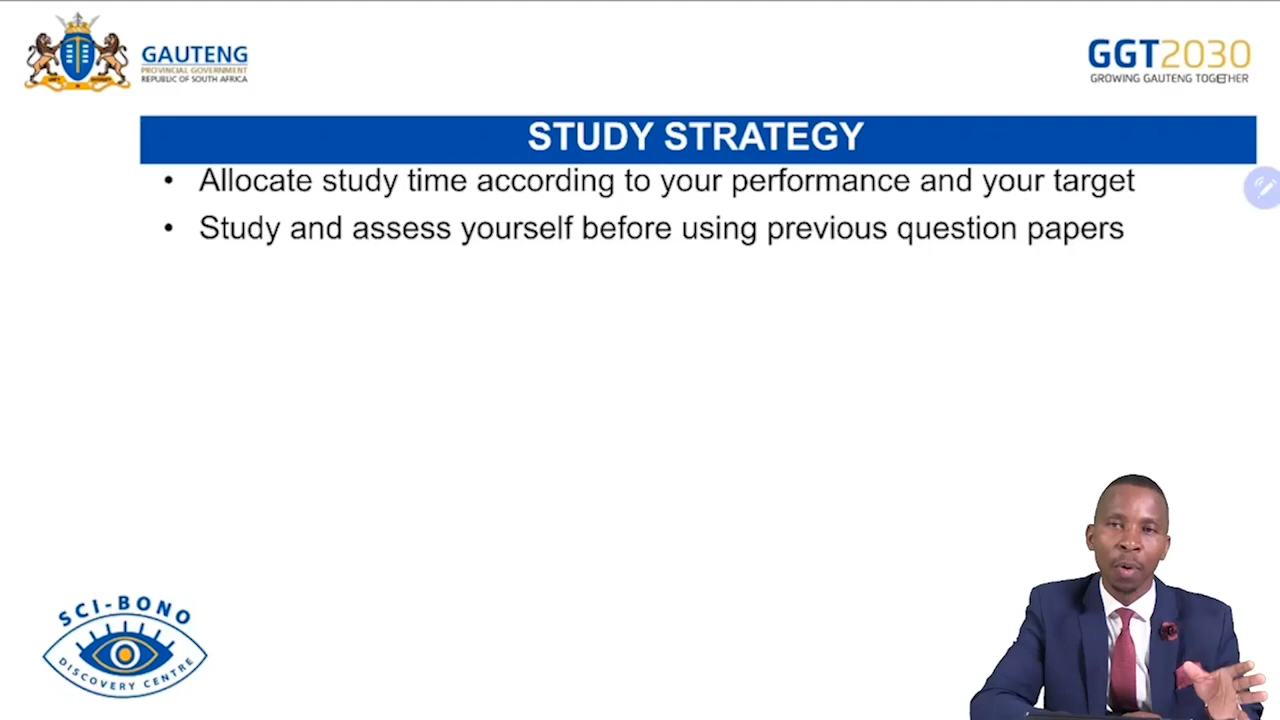 GAUTENG
PROVINCIAL GOVERNMENT
REPUBLIC OF SOUTH AFRICA
GGT2030
GROWING GAUTENG TOGETHER
STUDY STRATEGY
• Allocate study time according to your performance and your target
• Study and assess yourself before using previous question papers
SCI-BONO
DISCOVERY CENTRE